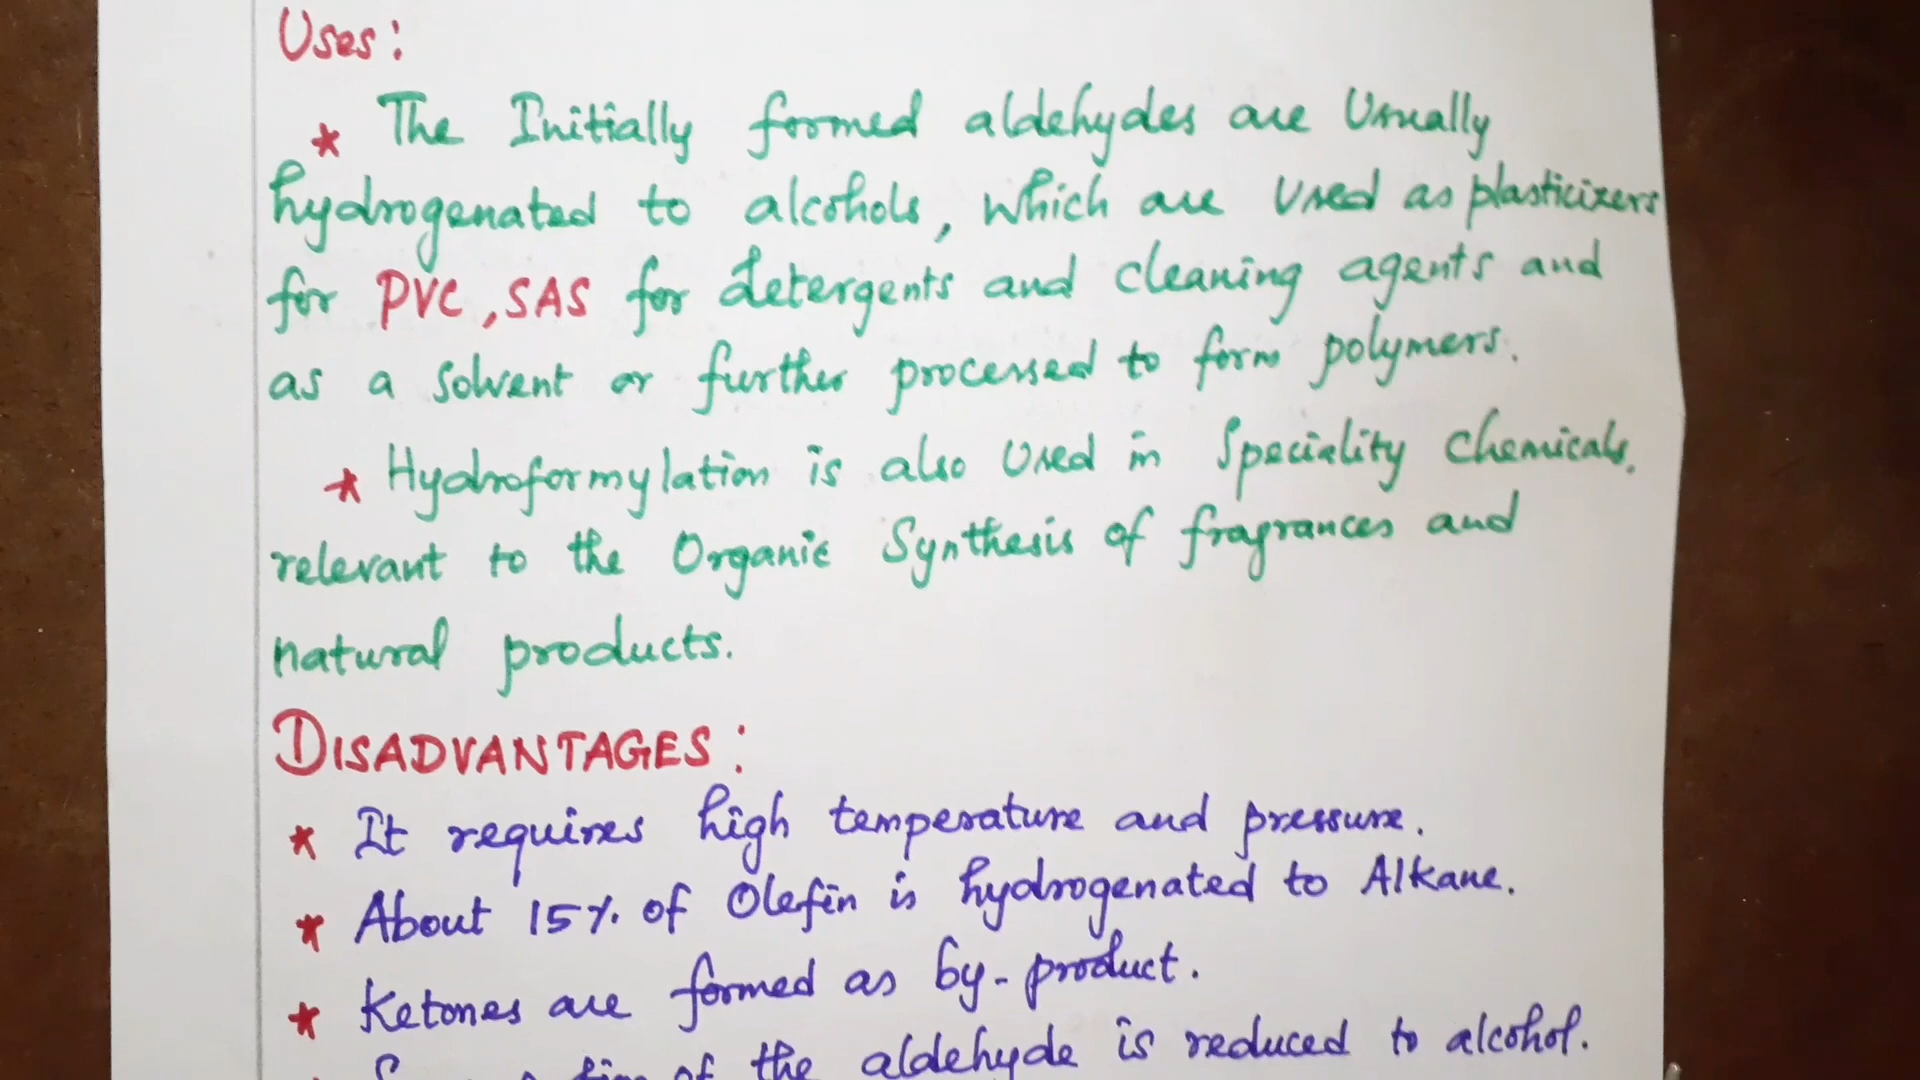 Uses:
* The Initially formed aldehydes are Usually
hydrogenated to alcohols, which are Used as plasticizers
for PVC, SAS for detergents and cleaning agents and
as a Solvent or further processed to form polymers.
* Hydroformylation is also Used in Speciality Chemicals,
relevant to the Organic Synthesis of fragrances and
natural products.
DISADVANTAGES:
* It requires high temperature and pressure.
* About 15% of Olefin is hydrogenated to Alkane.
* Ketones are formed as by-product.
of the aldehyde is reduced to alcohol.